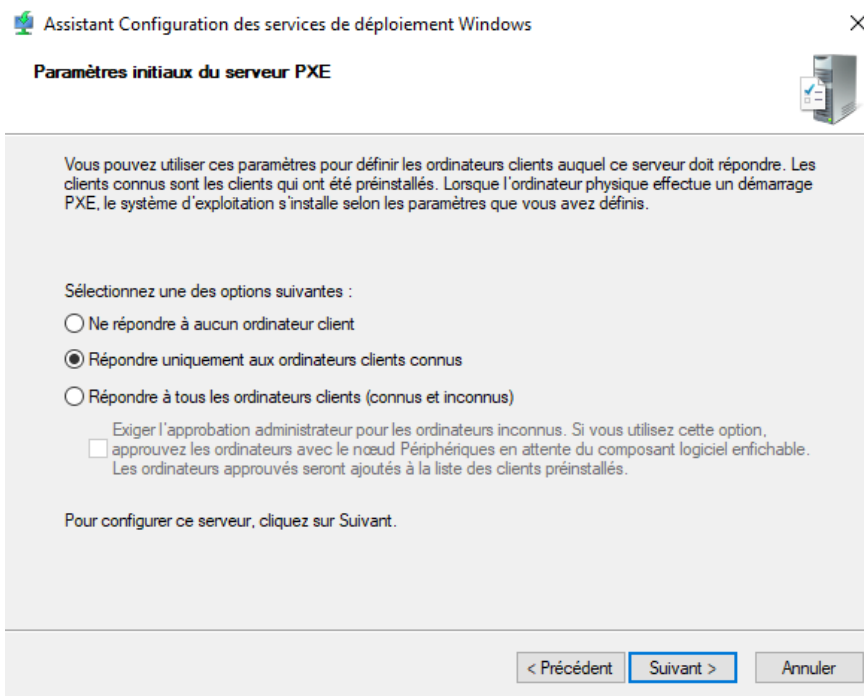 Assistant Configuration des services de déploiement Windows
Paramètres initiaux du serveur PXE
Vous pouvez utiliser ces paramètres pour définir les ordinateurs clients auquel ce serveur doit répondre. Les
clients connus sont les clients qui ont été préinstallés. Lorsque l'ordinateur physique effectue un démarrage
PXE, le système d'exploitation s'installe selon les paramètres que vous avez définis.
Sélectionnez une des options suivantes :
Ne répondre à aucun ordinateur client
Répondre uniquement aux ordinateurs clients connus
Répondre à tous les ordinateurs clients (connus et inconnus)
Exiger l'approbation administrateur pour les ordinateurs inconnus. Si vous utilisez cette option,
approuvez les ordinateurs avec le nœud Périphériques en attente du composant logiciel enfichable.
Les ordinateurs approuvés seront ajoutés à la liste des clients préinstallés.
Pour configurer ce serveur, cliquez sur Suivant.
< Précédent Suivant > Annuler